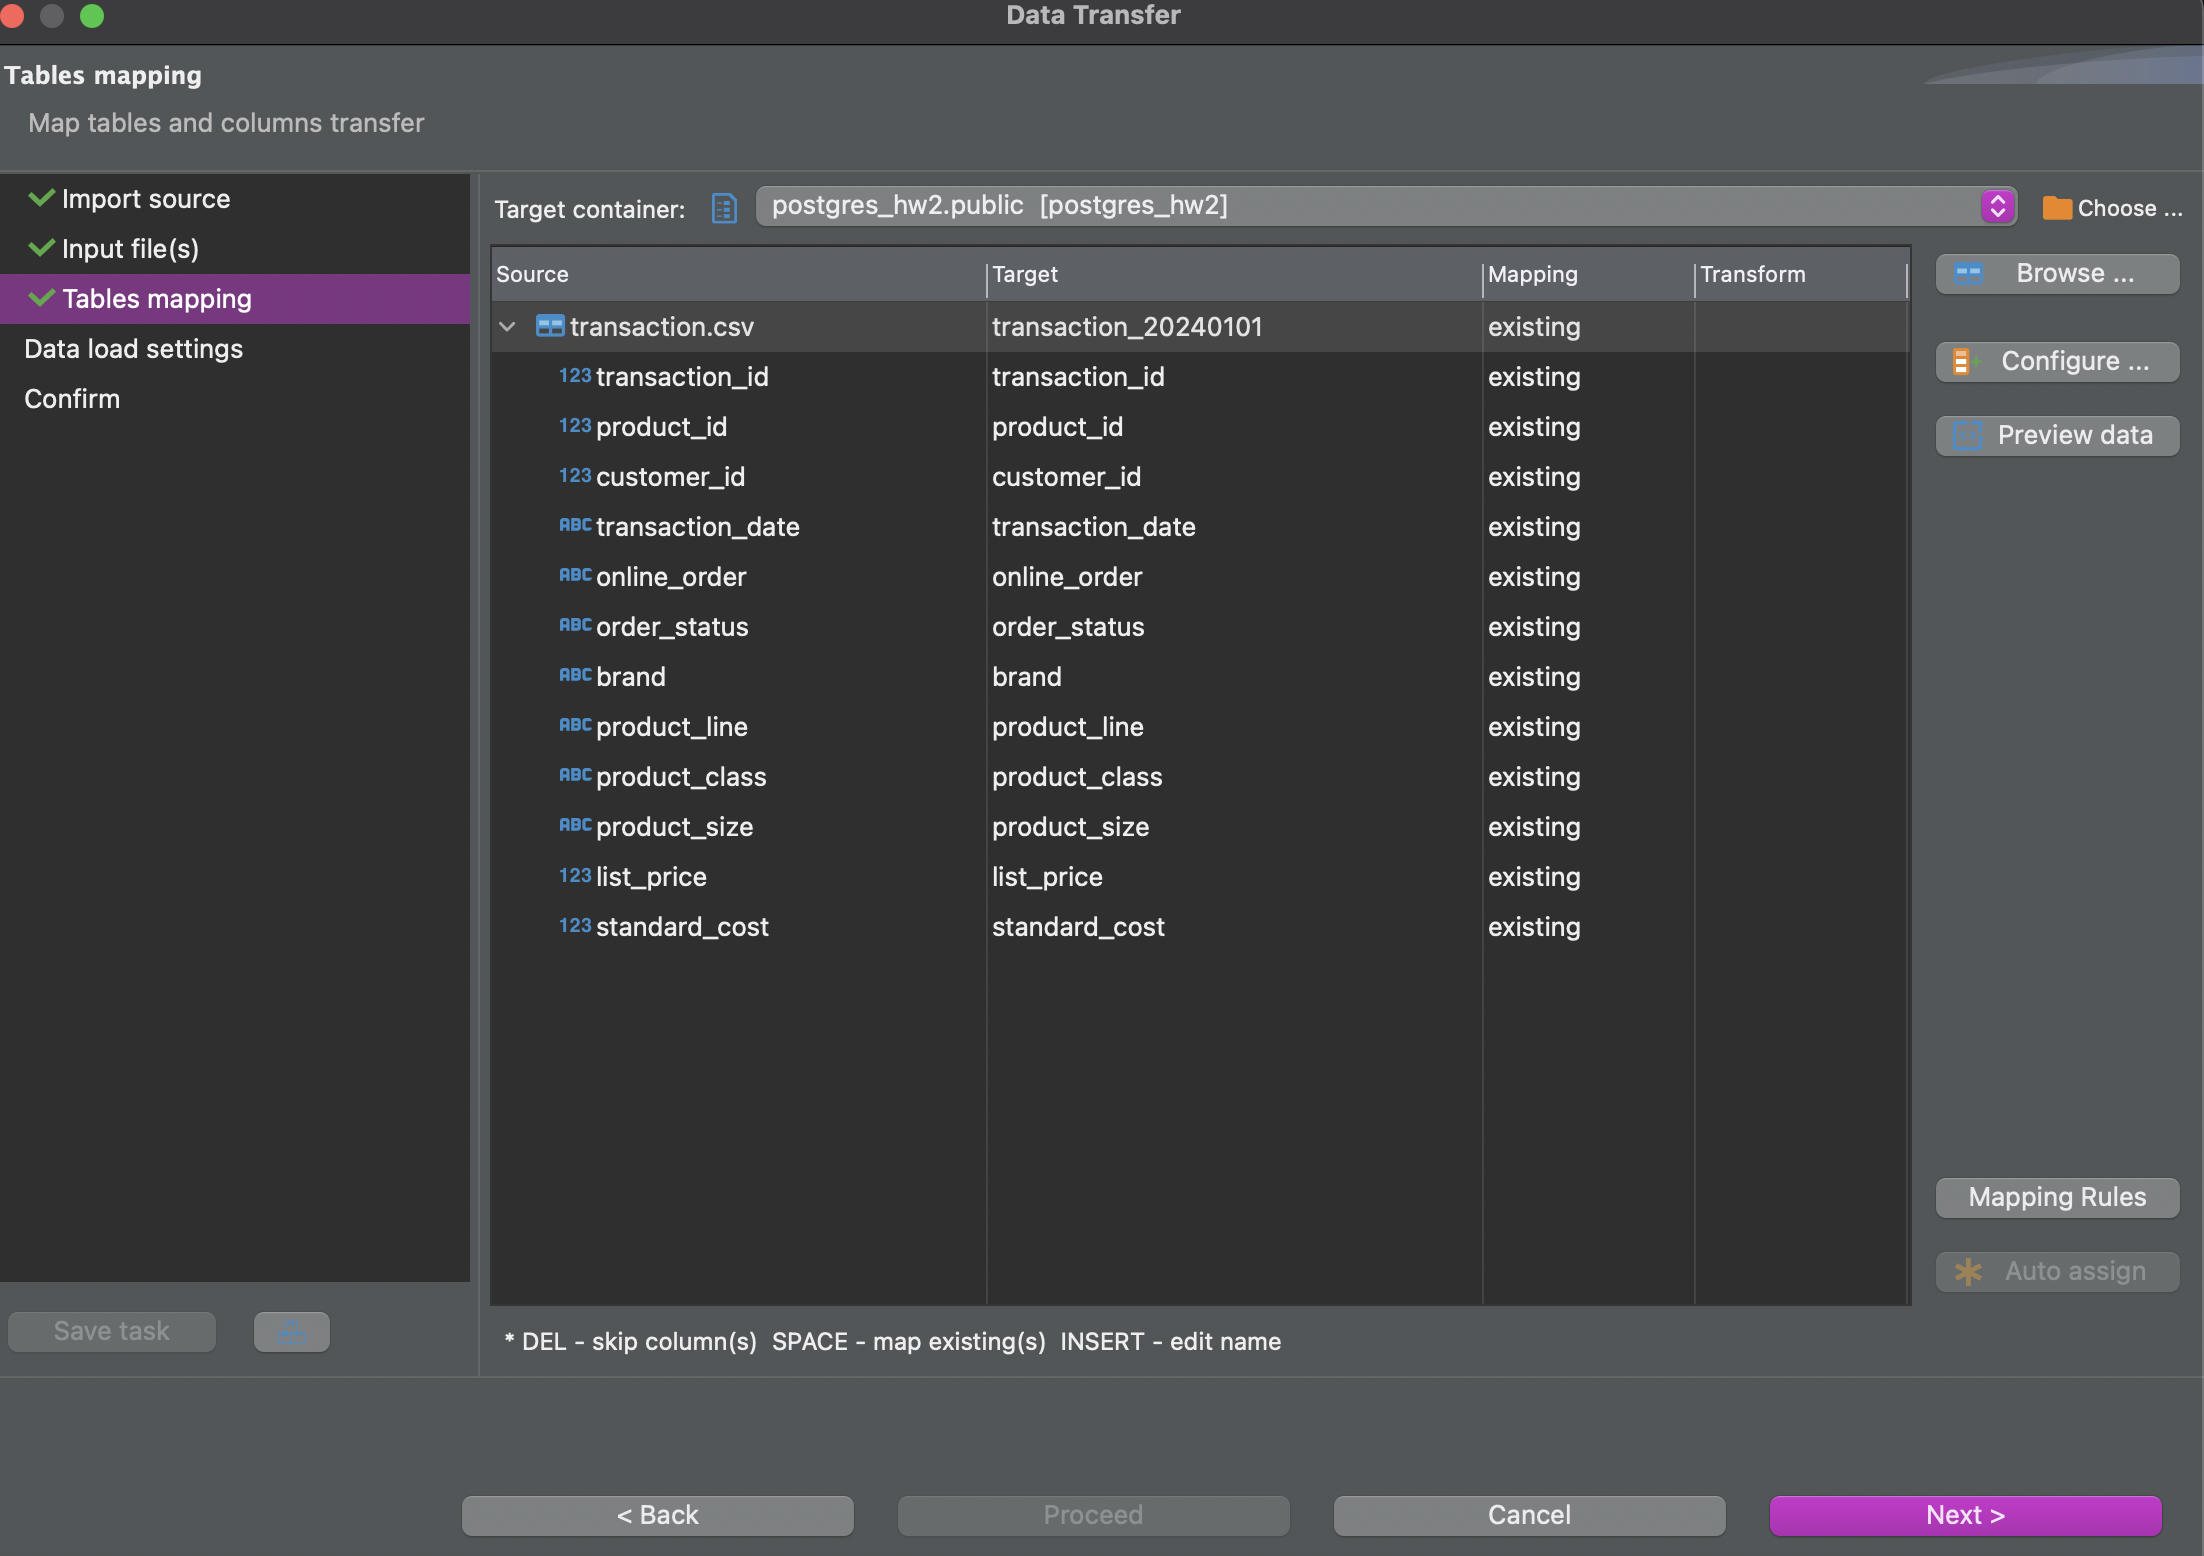 Data Transfer
Tables mapping
Map tables and columns transfer
Import source
Input file(s)
Tables mapping
Data load settings
Confirm
Target container: postgres_hw2.public [postgres_hw2] Choose ...
Source Target Mapping Transform
transaction.csv transaction_20240101 existing
123 transaction_id transaction_id existing
123 product_id product_id existing
123 customer_id customer_id existing
ABC transaction_date transaction_date existing
ABC online_order online_order existing
ABC order_status order_status existing
ABC brand brand existing
ABC product_line product_line existing
ABC product_class product_class existing
ABC product_size product_size existing
123 list_price list_price existing
123 standard_cost standard_cost existing
Browse ...
Configure ...
Preview data
Mapping Rules
Auto assign
Save task
* DEL - skip column(s) SPACE - map existing(s) INSERT - edit name
< Back Proceed Cancel Next >